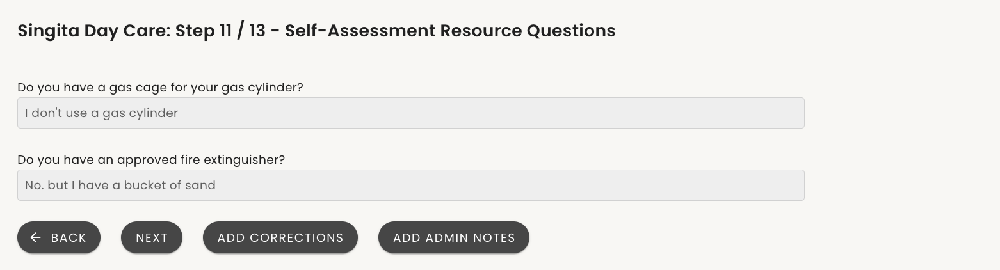 Singita Day Care: Step 11 / 13 - Self-Assessment Resource Questions
Do you have a gas cage for your gas cylinder?
I don't use a gas cylinder
Do you have an approved fire extinguisher?
No. but I have a bucket of sand
← BACK NEXT ADD CORRECTIONS ADD ADMIN NOTES